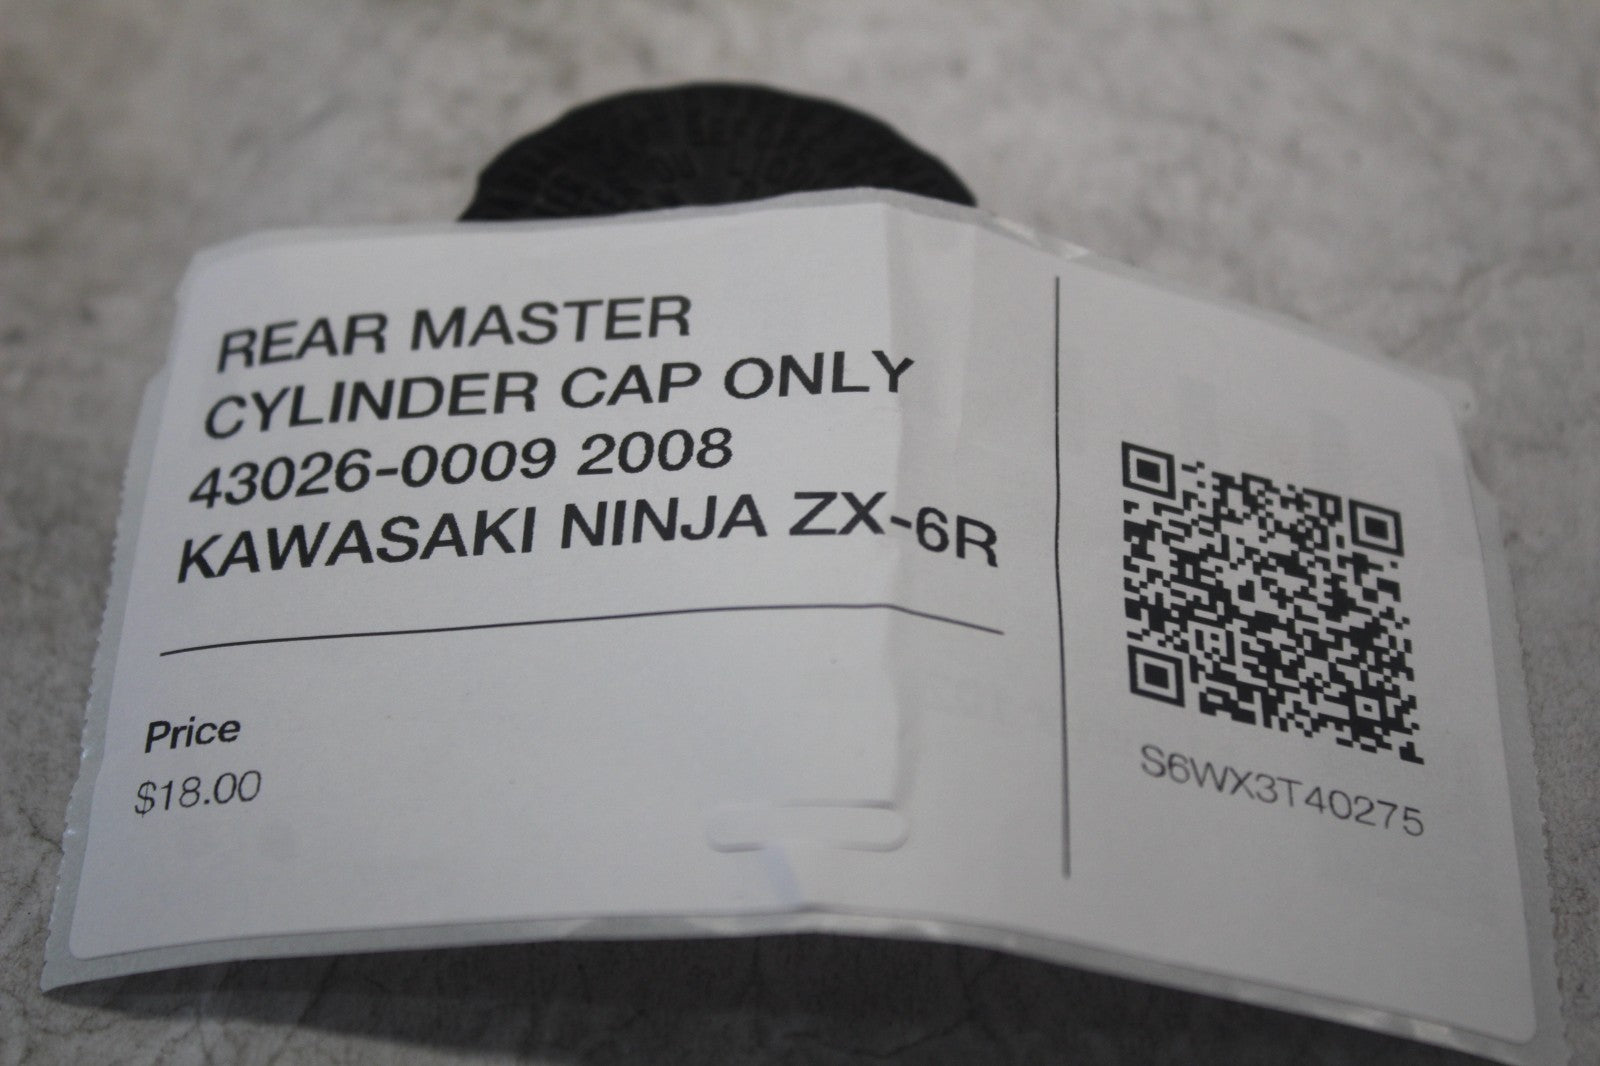 REAR MASTER
CYLINDER CAP ONLY
43026-0009 2008
KAWASAKI NINJA ZX-6R
Price
$18.00
S6WX3T40275